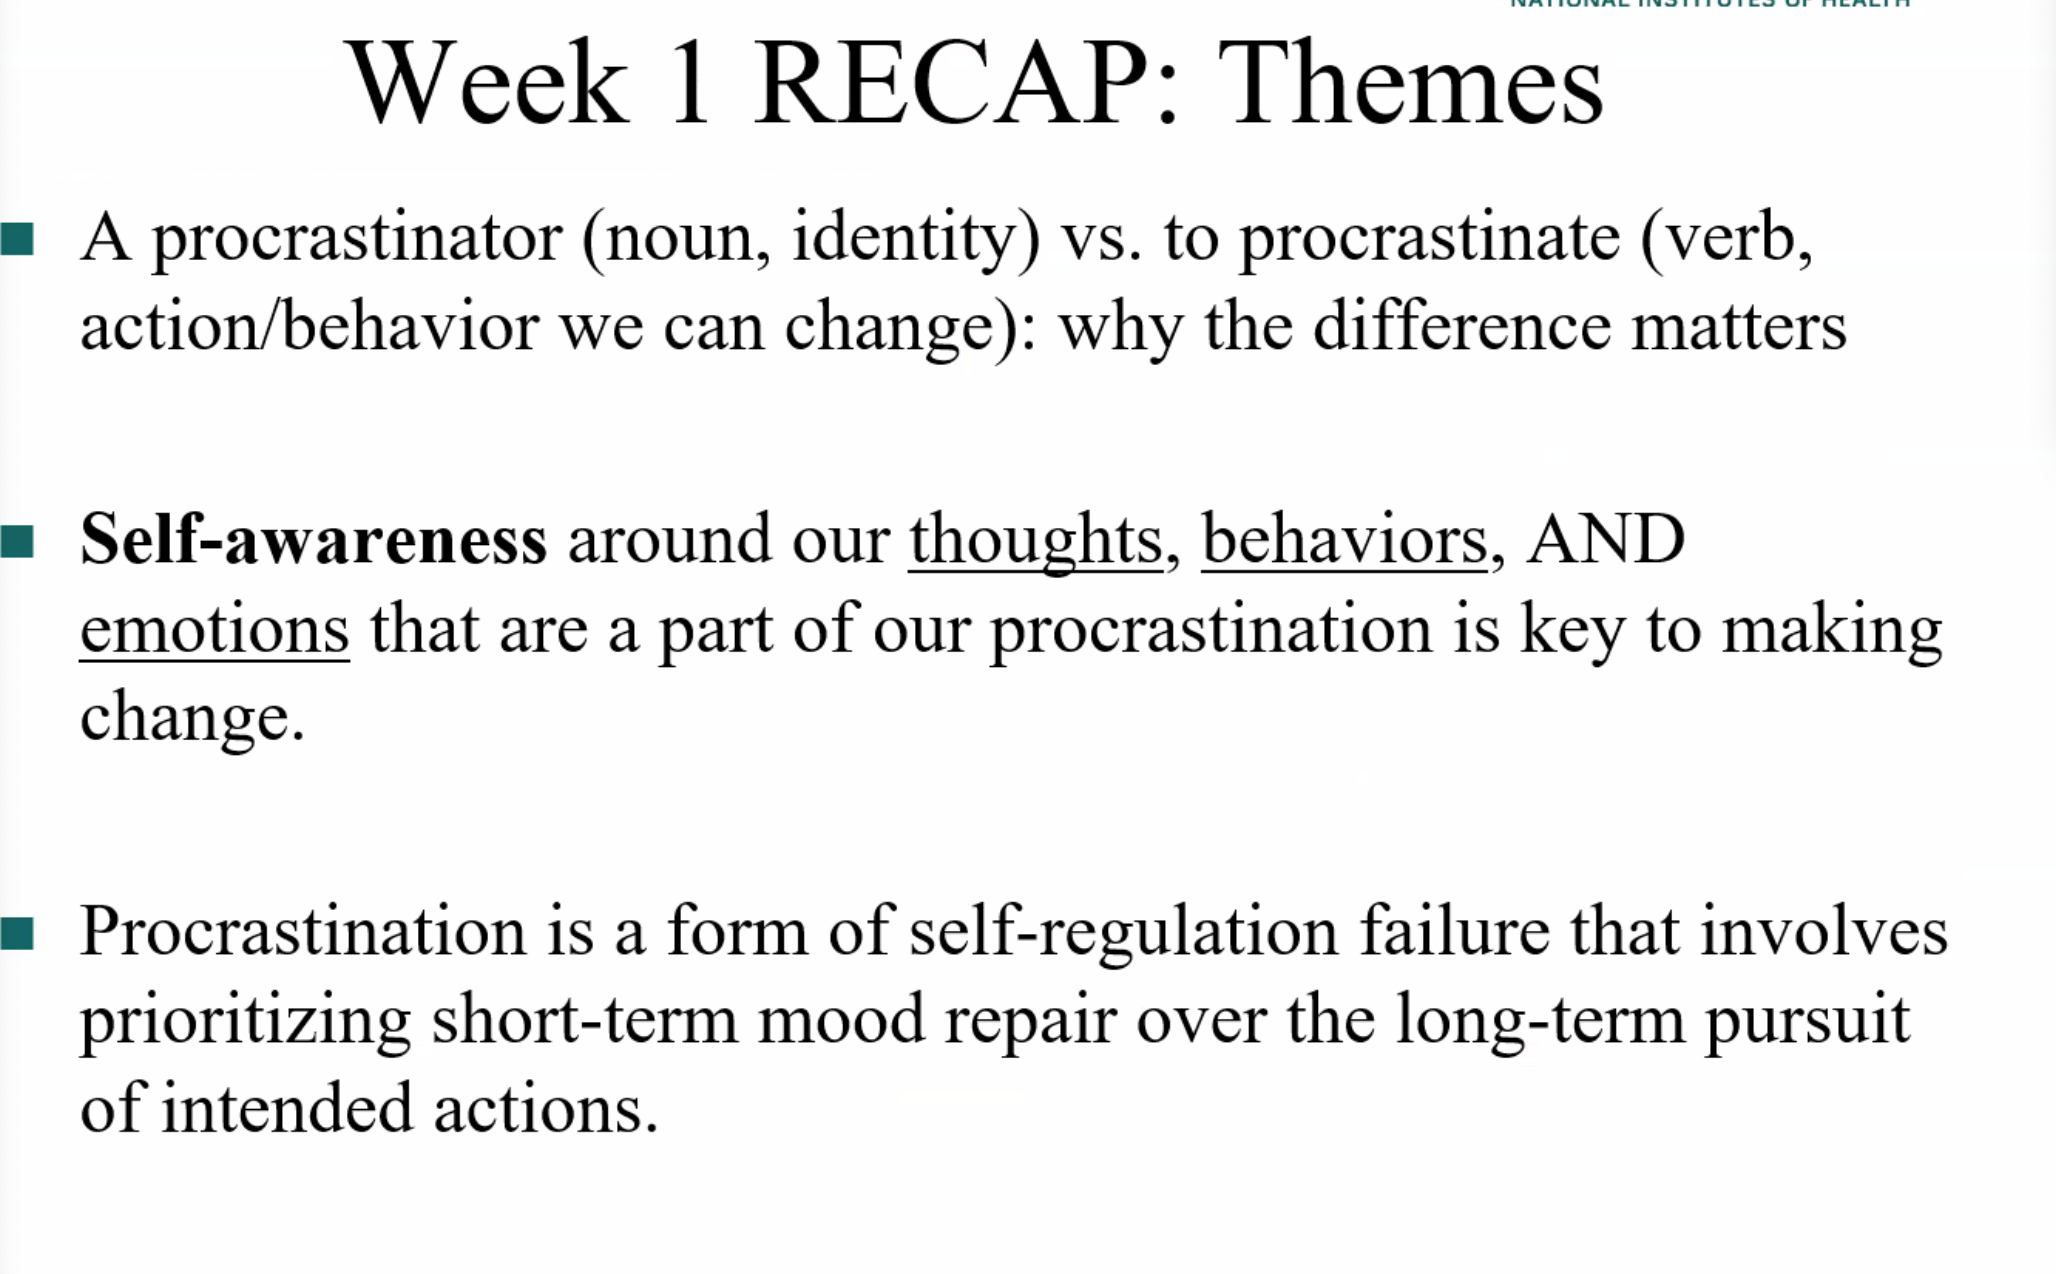 NATIONAL INSTITUTES OF HEALTH
Week 1 RECAP: Themes
A procrastinator (noun, identity) vs. to procrastinate (verb,
action/behavior we can change): why the difference matters
Self-awareness around our thoughts, behaviors, AND
emotions that are a part of our procrastination is key to making
change.
Procrastination is a form of self-regulation failure that involves
prioritizing short-term mood repair over the long-term pursuit
of intended actions.